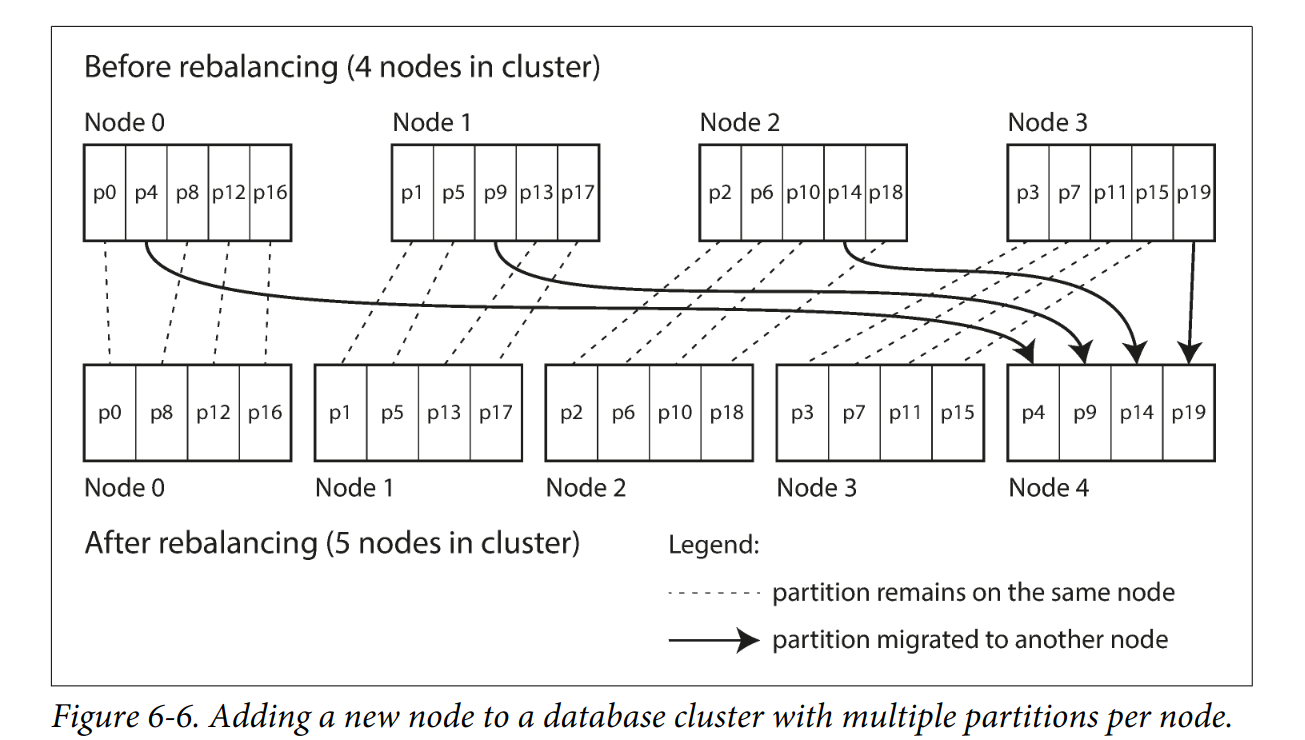 Before rebalancing (4 nodes in cluster)
Node 0 Node 1 Node 2 Node 3
p0 p4 p8 p12 p16 p1 p5 p9 p13 p17 p2 p6 p10 p14 p18 p3 p7 p11 p15 p19
p0 p8 p12 p16 p1 p5 p13 p17 p2 p6 p10 p18 p3 p7 p11 p15 p4 p9 p14 p19
Node 0 Node 1 Node 2 Node 3 Node 4
After rebalancing (5 nodes in cluster)
Legend:
partition remains on the same node
partition migrated to another node
Figure 6-6. Adding a new node to a database cluster with multiple partitions per node.